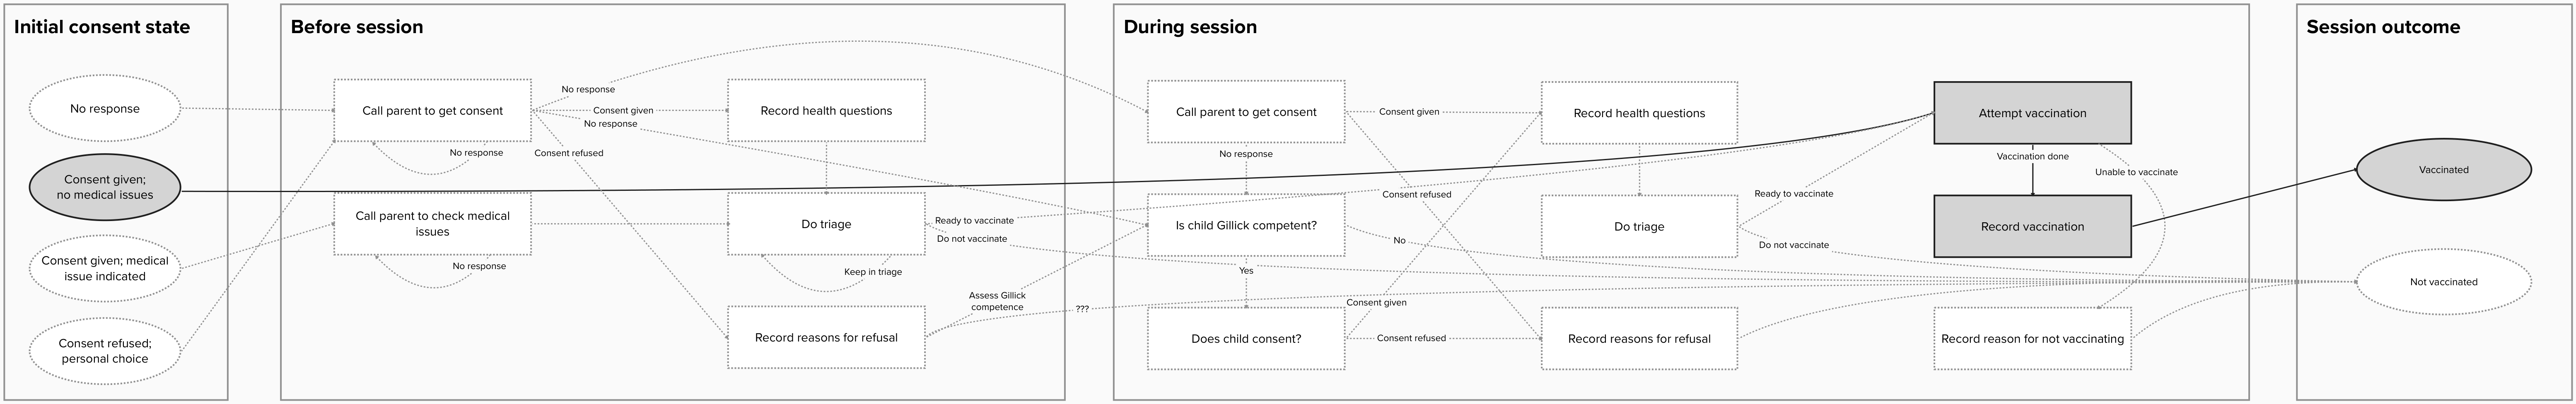 Initial consent state
No response
Consent given;
no medical issues
Consent given; medical
issue indicated
Consent refused;
personal choice
Before session
Call parent to get consent
No response
Consent given
No response
Consent refused
No response
Record health questions
Call parent to check medical
issues
No response
Do triage
Ready to vaccinate
Do not vaccinate
Keep in triage
Record reasons for refusal
Assess Gillick
competence
???
During session
Call parent to get consent
Consent given
No response
Consent refused
Is child Gillick competent?
No
Yes
Does child consent?
Consent given
Consent refused
Record health questions
Do triage
Ready to vaccinate
Do not vaccinate
Record reasons for refusal
Attempt vaccination
Vaccination done
Unable to vaccinate
Record vaccination
Record reason for not vaccinating
Session outcome
Vaccinated
Not vaccinated